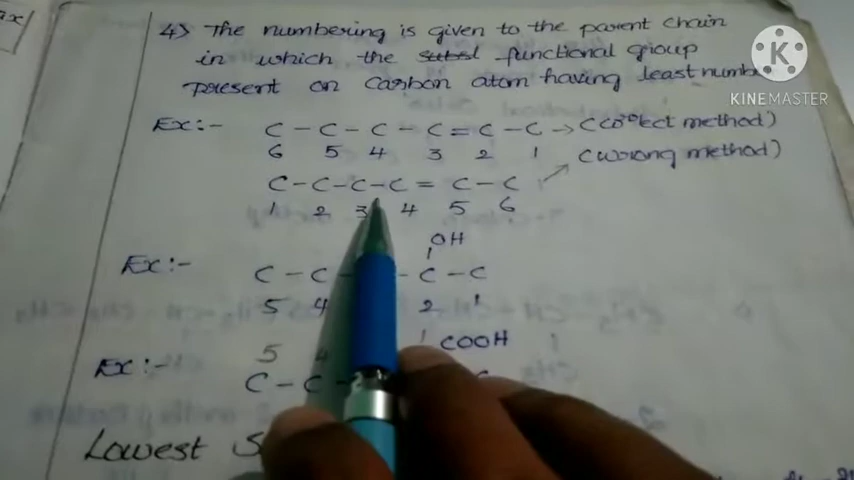 4) The numbering is given to the parent chain
in which the functional group
present on carbon atom having least numbe
KINEMASTER
Ex:- C - C - C - C = C - C → (Correct method)
6 5 4 3 2 1 (wrong method)
C - C - C - C = C - C
1 2 3 4 5 6
OH
Ex:- C - C - - C - C
5 4 2 1
5 COOH
Ex:- C - C -
Lowest S